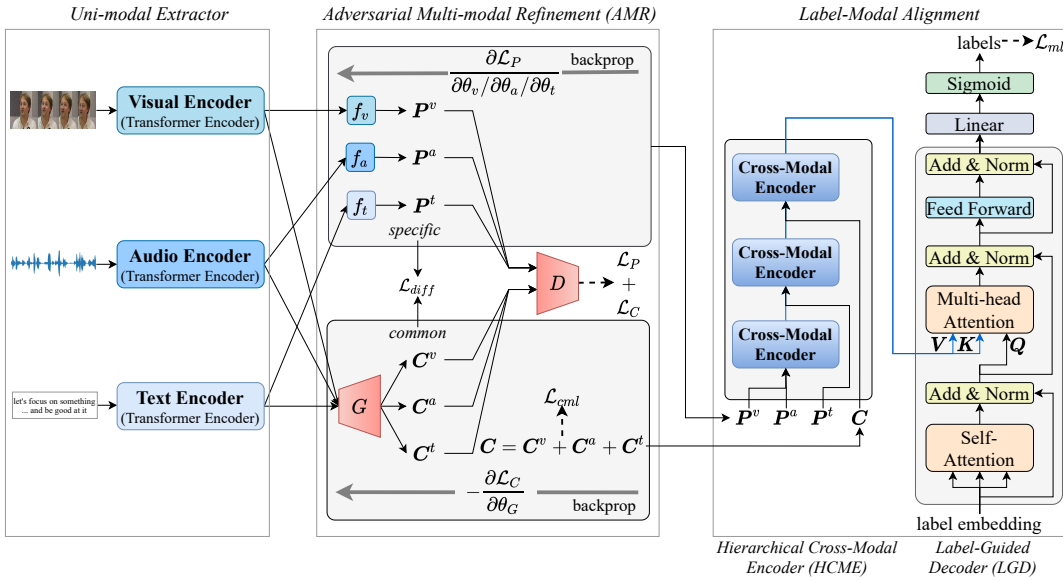 Uni-modal Extractor
Visual Encoder
(Transformer Encoder)
Audio Encoder
(Transformer Encoder)
let's focus on something
... and be good at it
Text Encoder
(Transformer Encoder)
Adversarial Multi-modal Refinement (AMR)
∂ℒ_P
∂θ_v/∂θ_a/∂θ_t
backprop
f_v
P^v
f_a
P^a
f_t
P^t
specific
ℒ_diff
common
D
ℒ_P
+
ℒ_C
G
C^v
C^a
C^t
ℒ_cml
C = C^v + C^a + C^t
−∂ℒ_C
∂θ_G
backprop
Label-Modal Alignment
Cross-Modal
Encoder
Cross-Modal
Encoder
Cross-Modal
Encoder
P^v P^a P^t C
Hierarchical Cross-Modal
Encoder (HCME)
labels
ℒ_ml
Sigmoid
Linear
Add & Norm
Feed Forward
Add & Norm
Multi-head
Attention
V K Q
Add & Norm
Self-
Attention
label embedding
Label-Guided
Decoder (LGD)